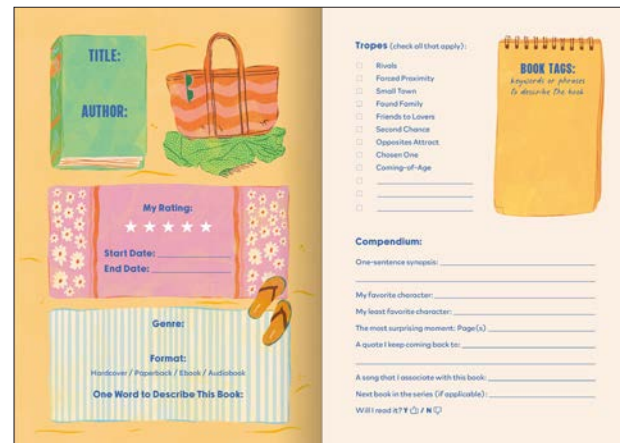 TITLE:
AUTHOR:
My Rating:
Start Date:
End Date:
Genre:
Format:
Hardcover / Paperback / Ebook / Audiobook
One Word to Describe This Book:
Tropes (check all that apply):
Rivals
Forced Proximity
Small Town
Found Family
Friends to Lovers
Second Chance
Opposites Attract
Chosen One
Coming-of-Age
BOOK TAGS:
keywords or phrases
to describe the book
Compendium:
One-sentence synopsis:
My favorite character:
My least favorite character:
The most surprising moment: Page(s)
A quote I keep coming back to:
A song that I associate with this book:
Next book in the series (if applicable):
Will I read it? Y / N